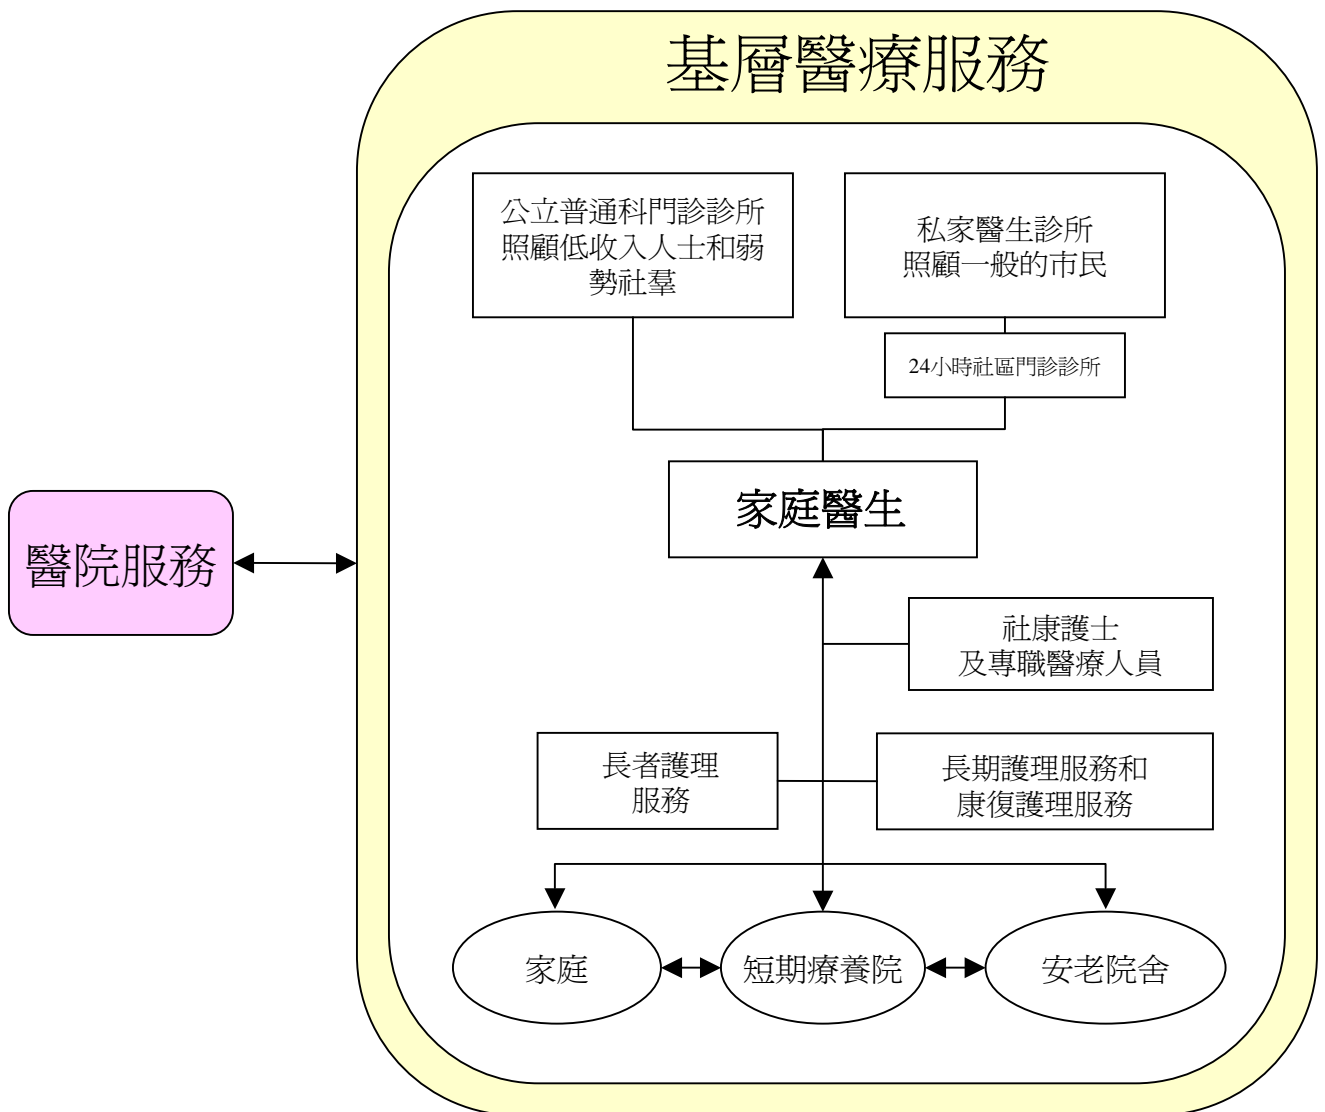 基層醫療服務
公立普通科門診診所
照顧低收入人士和弱
勢社羣
私家醫生診所
照顧一般的市民
24小時社區門診診所
家庭醫生
醫院服務
社康護士
及專職醫療人員
長者護理
服務
長期護理服務和
康復護理服務
家庭
短期療養院
安老院舍